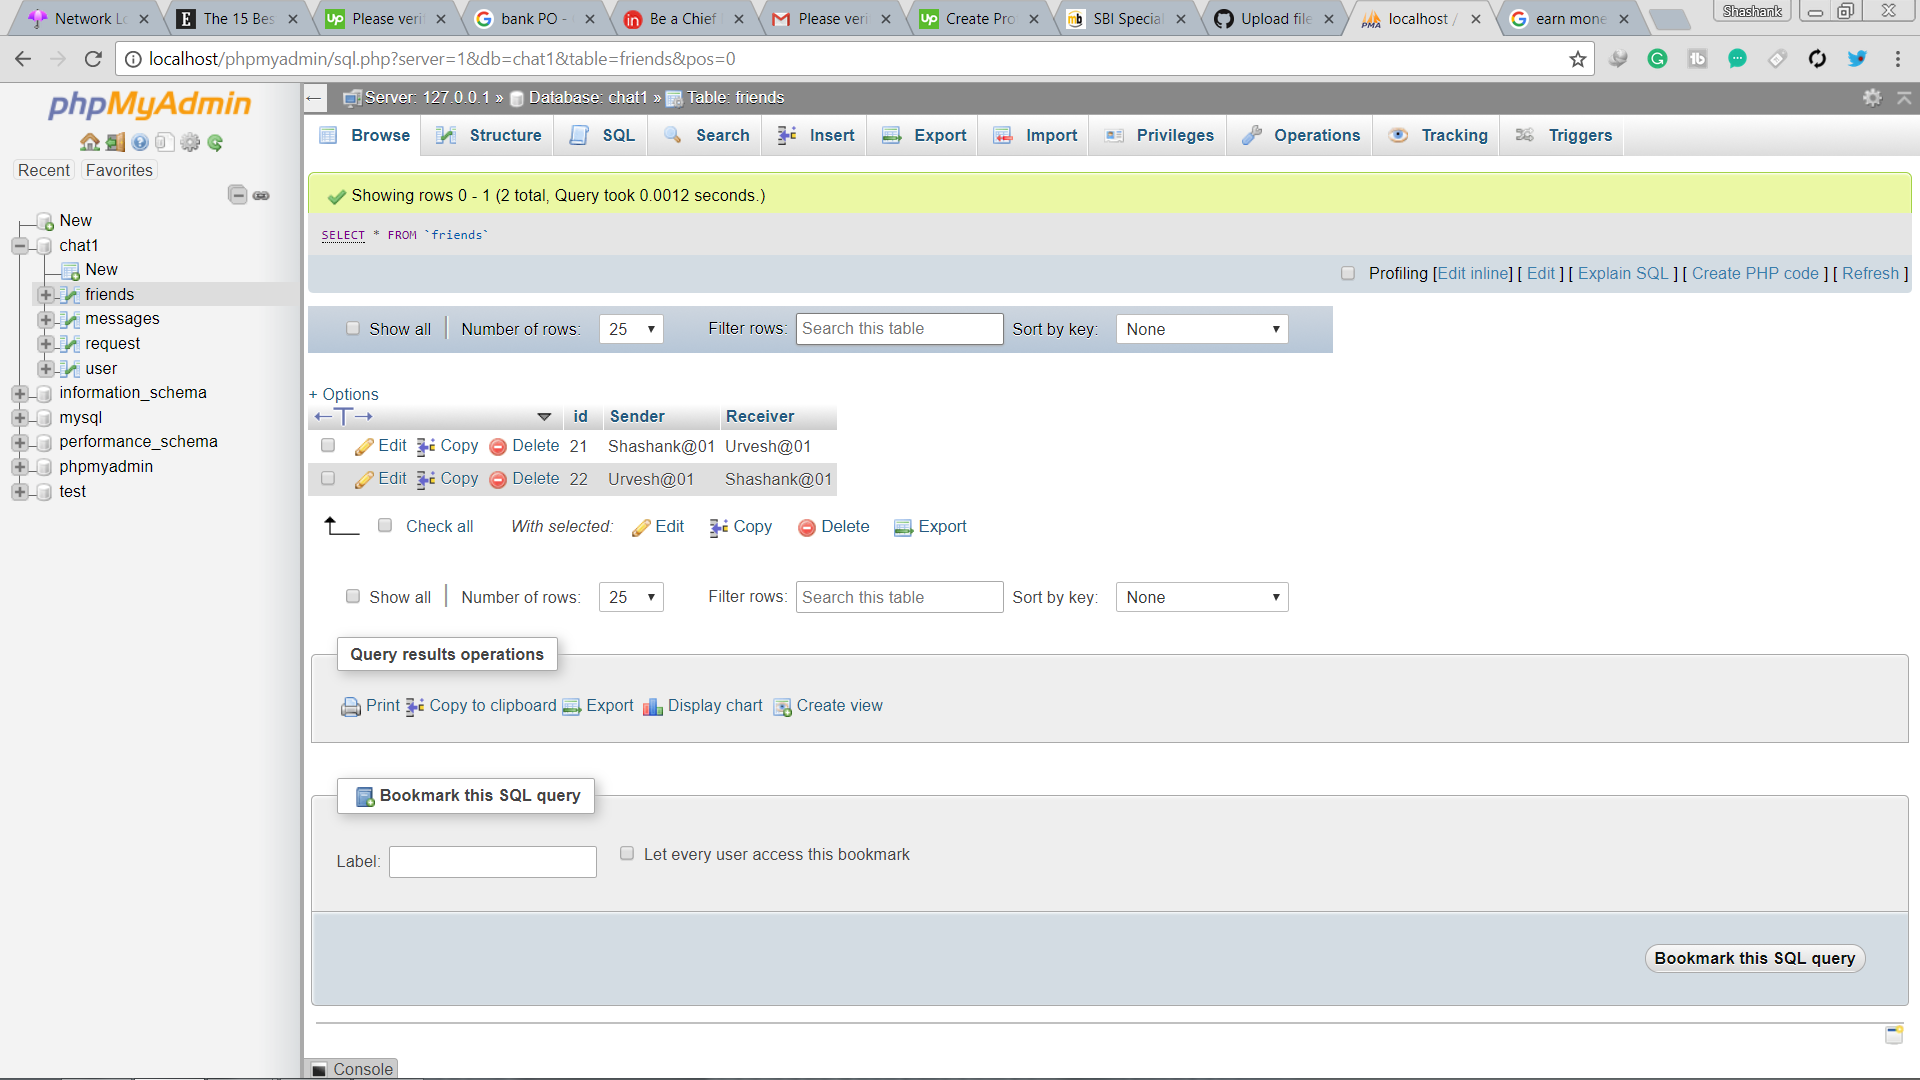 Network Lo
The 15 Bes
Please veri
bank PO -
Be a Chief
Please veri
Create Pro
SBI Special
Upload file
localhost /
earn mone
Shashank
localhost/phpmyadmin/sql.php?server=1&db=chat1&table=friends&pos=0
phpMyAdmin
Server: 127.0.0.1 » Database: chat1 » Table: friends
Browse Structure SQL Search Insert Export Import Privileges Operations Tracking Triggers
Recent Favorites
New
chat1
New
friends
messages
request
user
information_schema
mysql
performance_schema
phpmyadmin
test
Showing rows 0 - 1 (2 total, Query took 0.0012 seconds.)
SELECT * FROM `friends`
Profiling [Edit inline] [ Edit ] [ Explain SQL ] [ Create PHP code ] [ Refresh ]
Show all Number of rows: 25 Filter rows: Search this table Sort by key: None
+ Options
id Sender Receiver
Edit Copy Delete 21 Shashank@01 Urvesh@01
Edit Copy Delete 22 Urvesh@01 Shashank@01
Check all With selected: Edit Copy Delete Export
Show all Number of rows: 25 Filter rows: Search this table Sort by key: None
Query results operations
Print Copy to clipboard Export Display chart Create view
Bookmark this SQL query
Label: Let every user access this bookmark
Bookmark this SQL query
Console